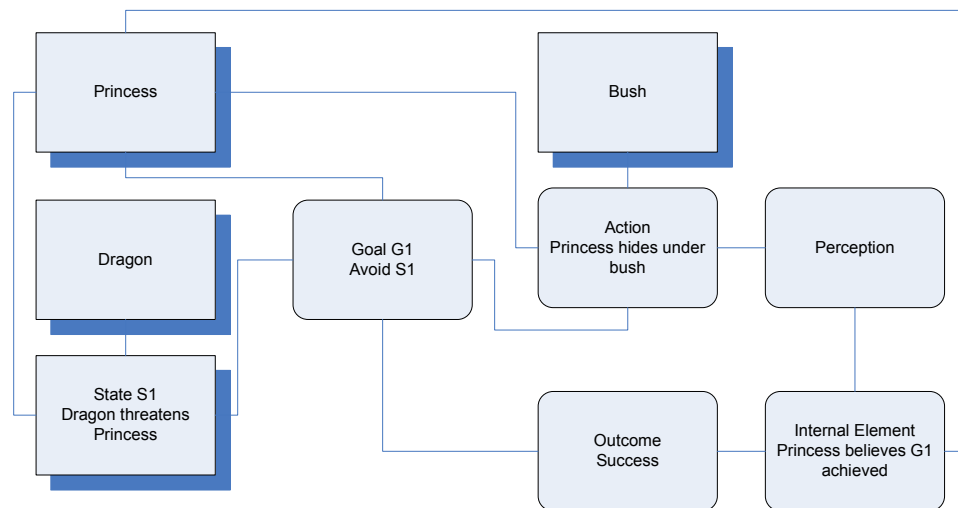 Princess
Bush
Dragon
Goal G1
Avoid S1
Action
Princess hides under
bush
Perception
State S1
Dragon threatens
Princess
Outcome
Success
Internal Element
Princess believes G1
achieved